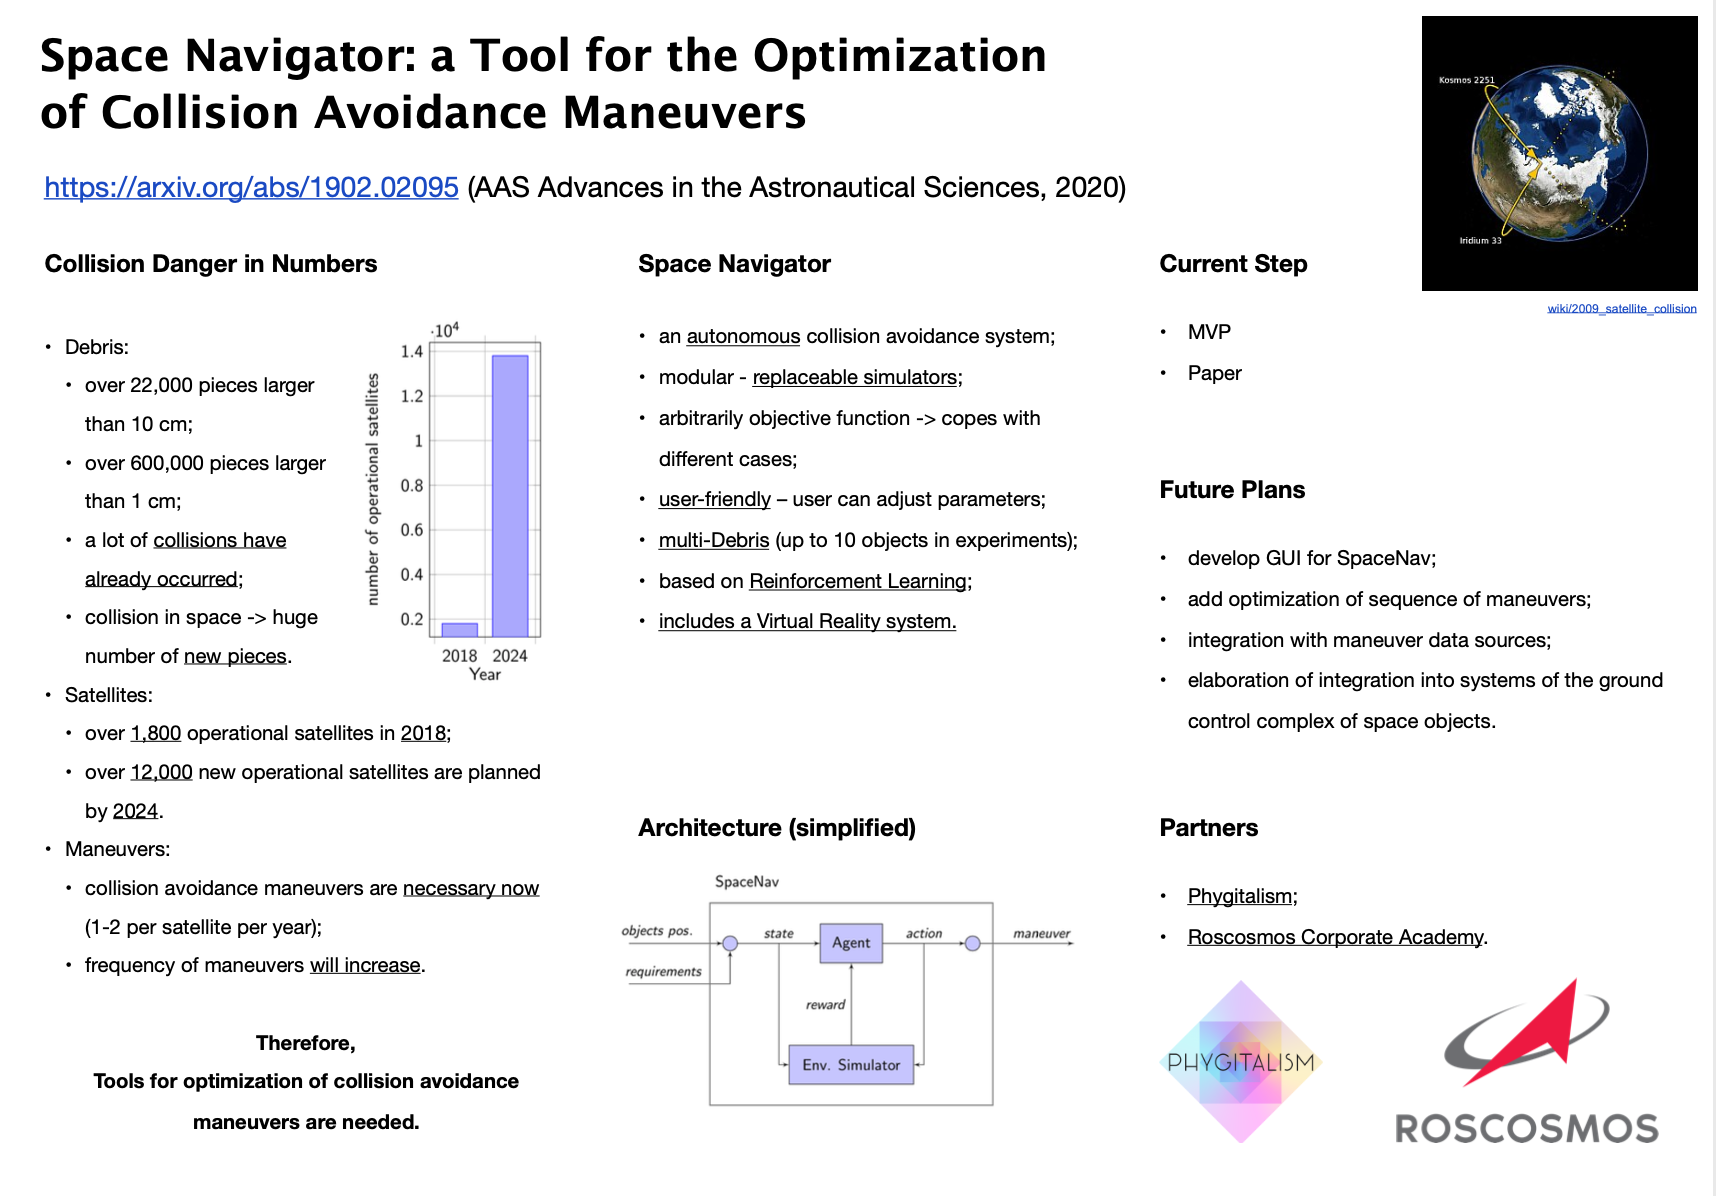 Space Navigator: a Tool for the Optimization
of Collision Avoidance Maneuvers
https://arxiv.org/abs/1902.02095 (AAS Advances in the Astronautical Sciences, 2020)
Kosmos 2251
Iridium 33
wiki/2009_satellite_collision
Collision Danger in Numbers
• Debris:
• over 22,000 pieces larger
than 10 cm;
• over 600,000 pieces larger
than 1 cm;
• a lot of collisions have
already occurred;
• collision in space -> huge
number of new pieces.
• Satellites:
• over 1,800 operational satellites in 2018;
• over 12,000 new operational satellites are planned
by 2024.
• Maneuvers:
• collision avoidance maneuvers are necessary now
(1-2 per satellite per year);
• frequency of maneuvers will increase.
Therefore,
Tools for optimization of collision avoidance
maneuvers are needed.
·10⁴
1.4
1.2
1
0.8
0.6
0.4
0.2
number of operational satellites
2018 2024
Year
Space Navigator
• an autonomous collision avoidance system;
• modular - replaceable simulators;
• arbitrarily objective function -> copes with
different cases;
• user-friendly – user can adjust parameters;
• multi-Debris (up to 10 objects in experiments);
• based on Reinforcement Learning;
• includes a Virtual Reality system.
Architecture (simplified)
SpaceNav
objects pos.
state
Agent
action
maneuver
requirements
reward
Env. Simulator
Current Step
• MVP
• Paper
Future Plans
• develop GUI for SpaceNav;
• add optimization of sequence of maneuvers;
• integration with maneuver data sources;
• elaboration of integration into systems of the ground
control complex of space objects.
Partners
• Phygitalism;
• Roscosmos Corporate Academy.
PHYGITALISM
ROSCOSMOS